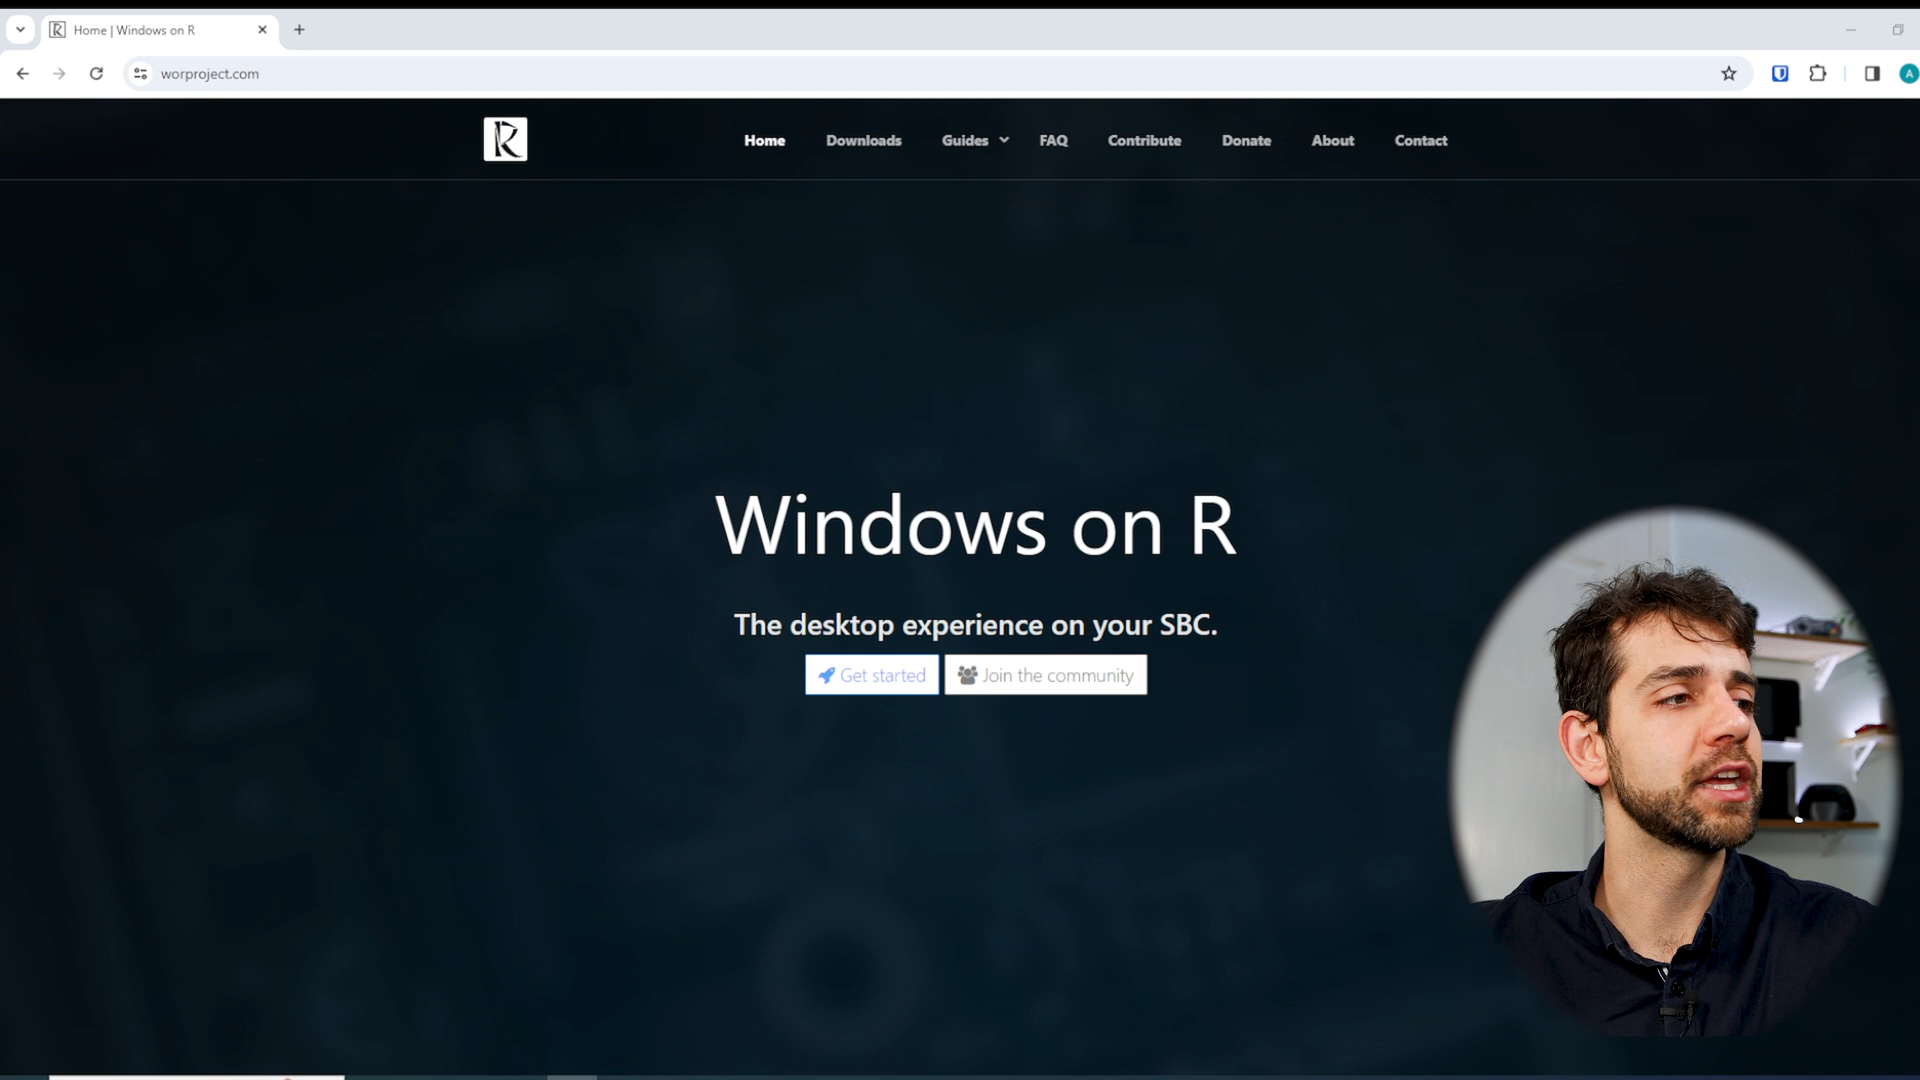 Home | Windows on R
worproject.com
A
R
Home Downloads Guides FAQ Contribute Donate About Contact
Windows on R
The desktop experience on your SBC.
Get started Join the community